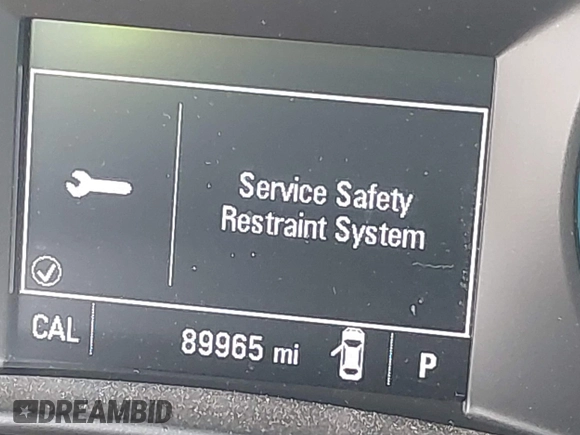 Service Safety
Restraint System
CAL
89965 mi
P
DREAMBID